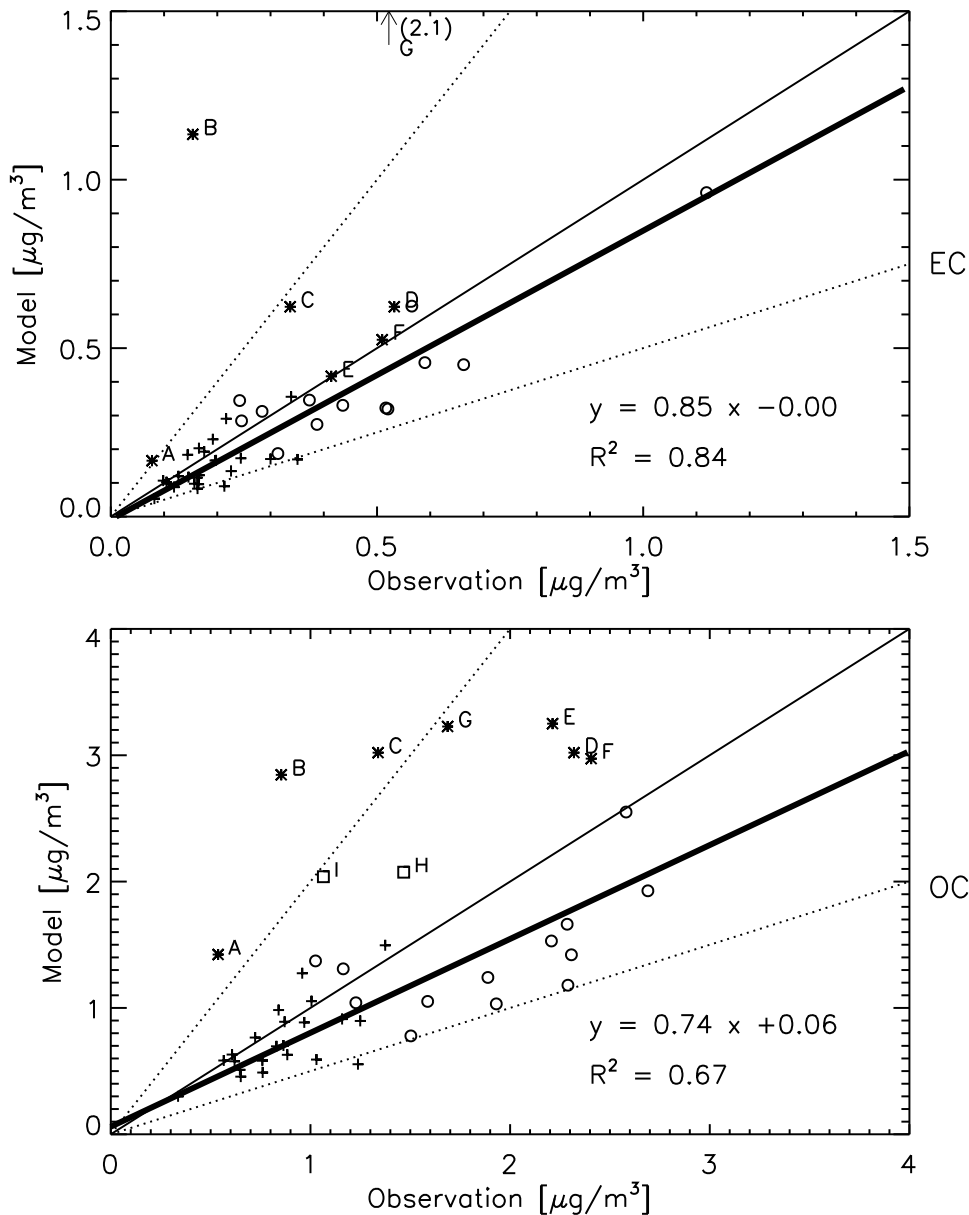 1.5
(2.1)
G
B
1.0
Model [μg/m³]
EC
C
D
F
0.5
E
y = 0.85 x −0.00
A
R² = 0.84
0.0
0.0 0.5 1.0 1.5
Observation [μg/m³]
4
G
E
C
D
F
3
B
I
H
2
Model [μg/m³]
OC
A
1
y = 0.74 x +0.06
R² = 0.67
0
0 1 2 3 4
Observation [μg/m³]